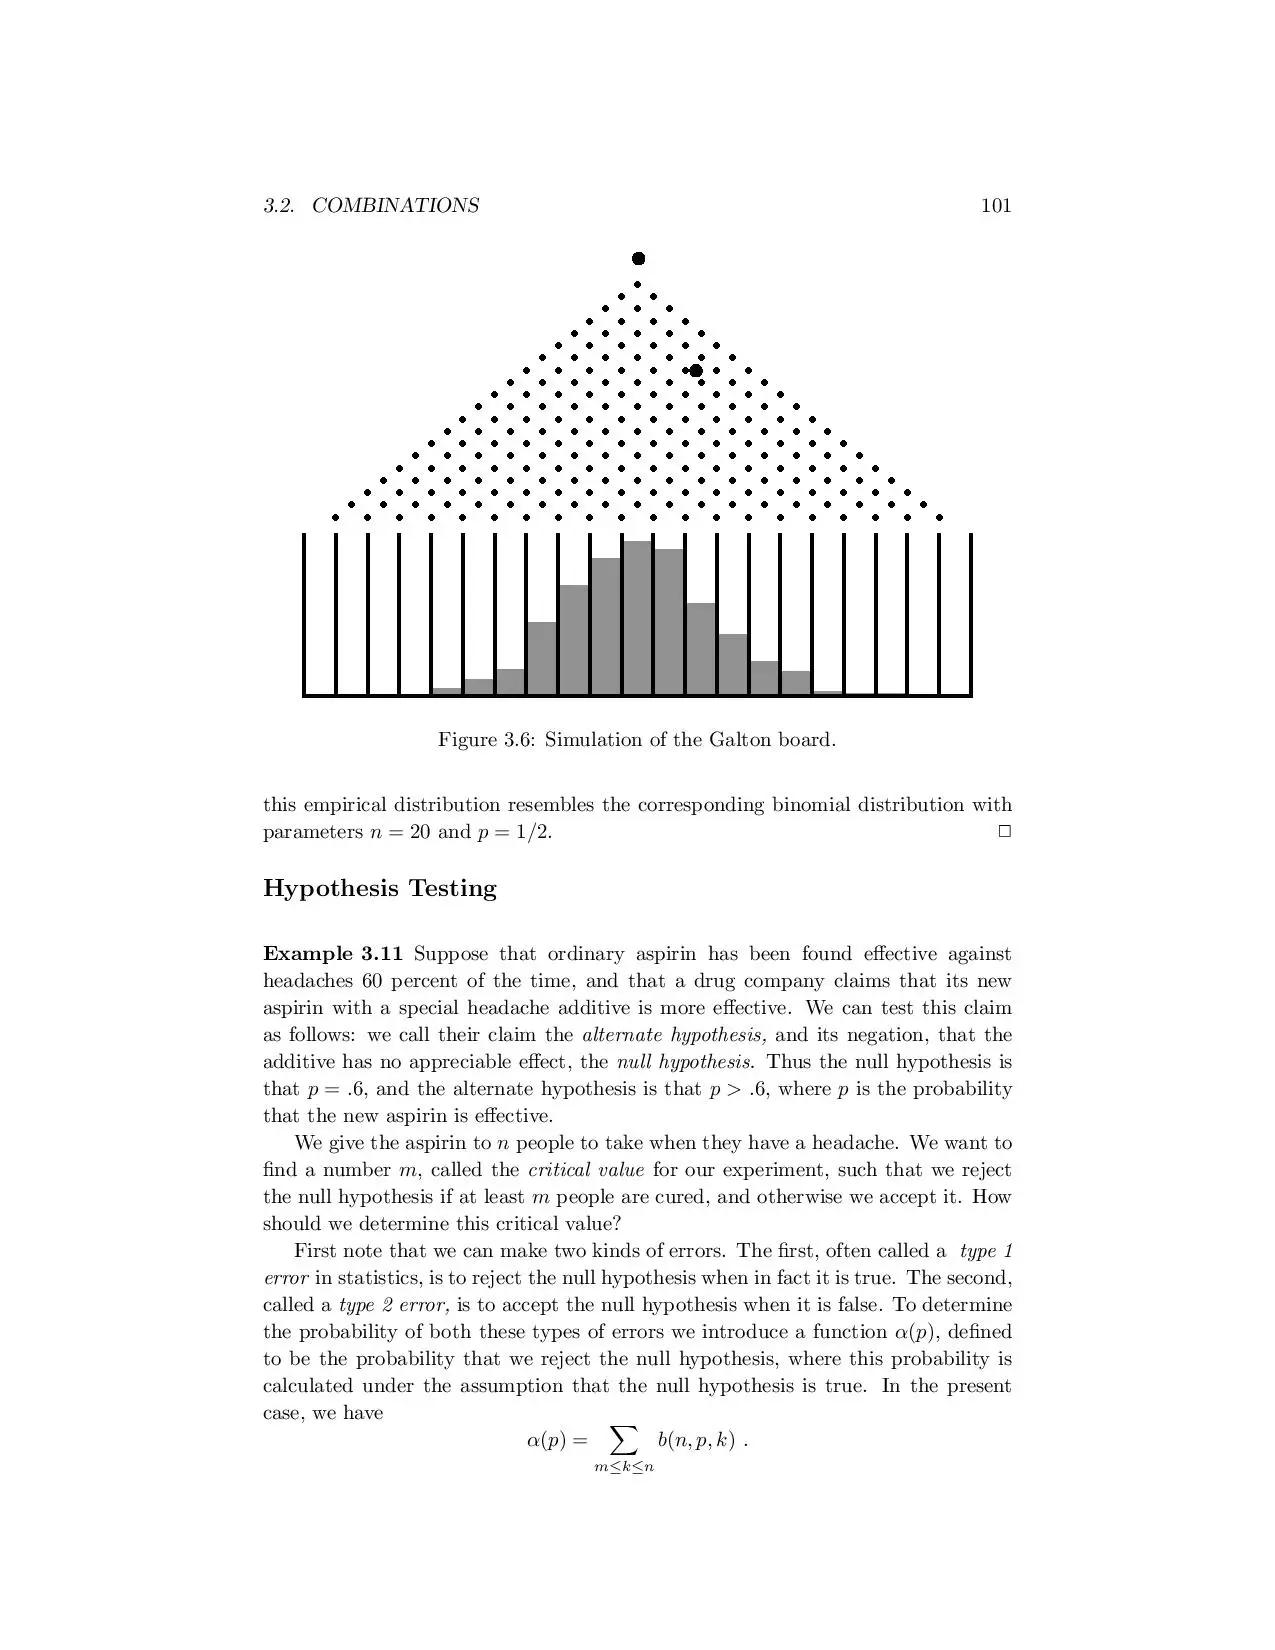 3.2. COMBINATIONS 101
Figure 3.6: Simulation of the Galton board.
this empirical distribution resembles the corresponding binomial distribution with
parameters n = 20 and p = 1/2. □
Hypothesis Testing
Example 3.11 Suppose that ordinary aspirin has been found effective against
headaches 60 percent of the time, and that a drug company claims that its new
aspirin with a special headache additive is more effective. We can test this claim
as follows: we call their claim the alternate hypothesis, and its negation, that the
additive has no appreciable effect, the null hypothesis. Thus the null hypothesis is
that p = .6, and the alternate hypothesis is that p > .6, where p is the probability
that the new aspirin is effective.
We give the aspirin to n people to take when they have a headache. We want to
find a number m, called the critical value for our experiment, such that we reject
the null hypothesis if at least m people are cured, and otherwise we accept it. How
should we determine this critical value?
First note that we can make two kinds of errors. The first, often called a type 1
error in statistics, is to reject the null hypothesis when in fact it is true. The second,
called a type 2 error, is to accept the null hypothesis when it is false. To determine
the probability of both these types of errors we introduce a function α(p), defined
to be the probability that we reject the null hypothesis, where this probability is
calculated under the assumption that the null hypothesis is true. In the present
case, we have
α(p) = ∑ b(n, p, k) .
m≤k≤n